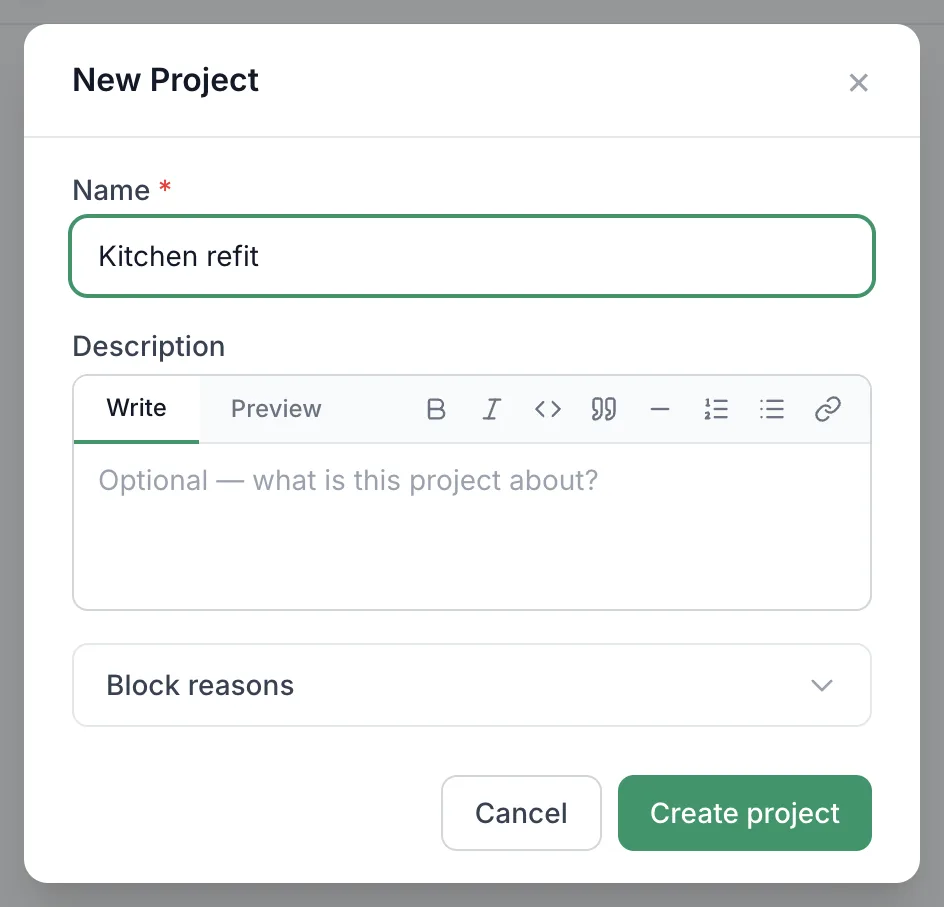 New Project
Name *
Kitchen refit
Description
Write Preview
Optional — what is this project about?
Block reasons
Cancel Create project